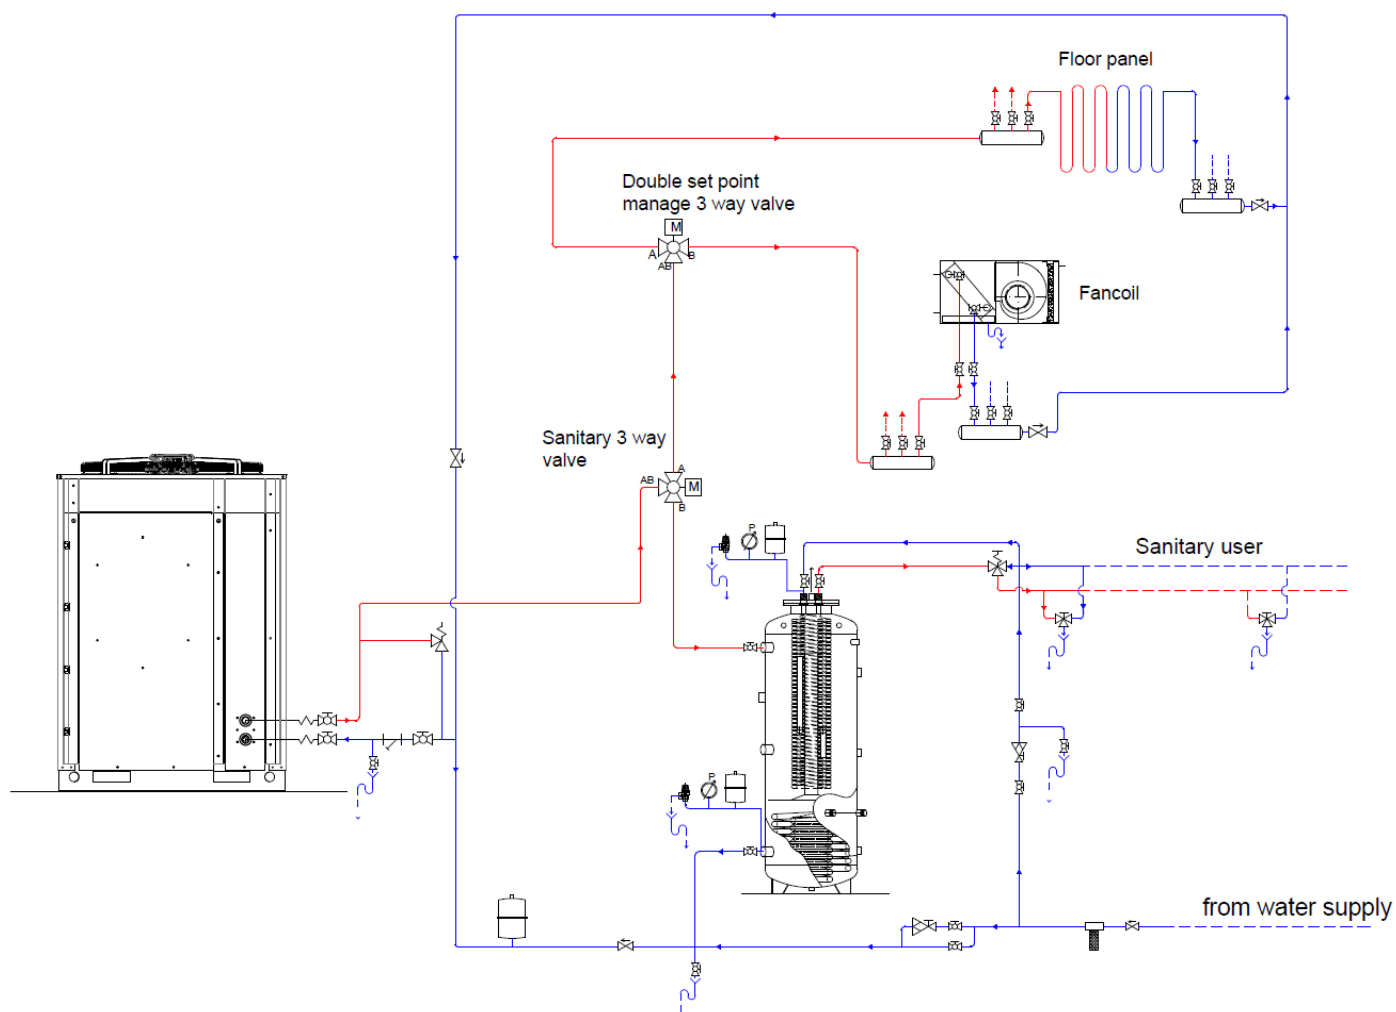 Floor panel
Double set point
manage 3 way valve
M
A
B
AB
Fancoil
Sanitary 3 way
valve
A
AB
M
B
P
Sanitary user
P
from water supply